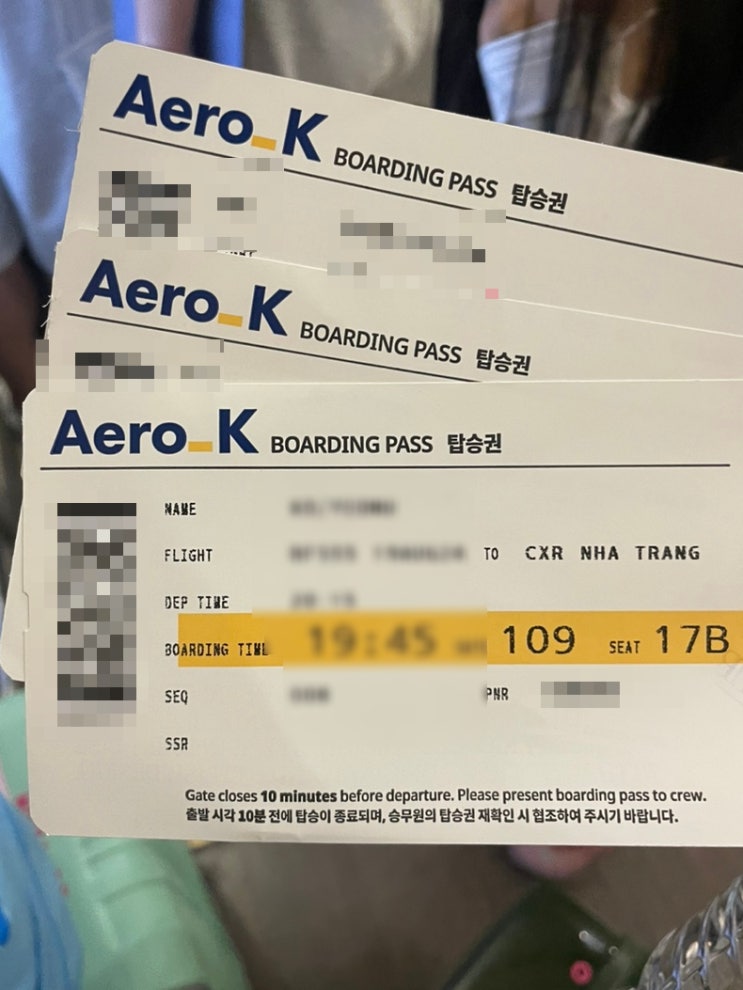 Aero_K BOARDING PASS 탑승권
Aero_K BOARDING PASS 탑승권
Aero_K BOARDING PASS 탑승권
NAME
FLIGHT TO CXR NHA TRANG
DEP TIME
BOARDING TIME 19:45 109 SEAT 17B
SEQ PNR
SSR
Gate closes 10 minutes before departure. Please present boarding pass to crew.
출발 시각 10분 전에 탑승이 종료되며, 승무원의 탑승권 재확인 시 협조하여 주시기 바랍니다.